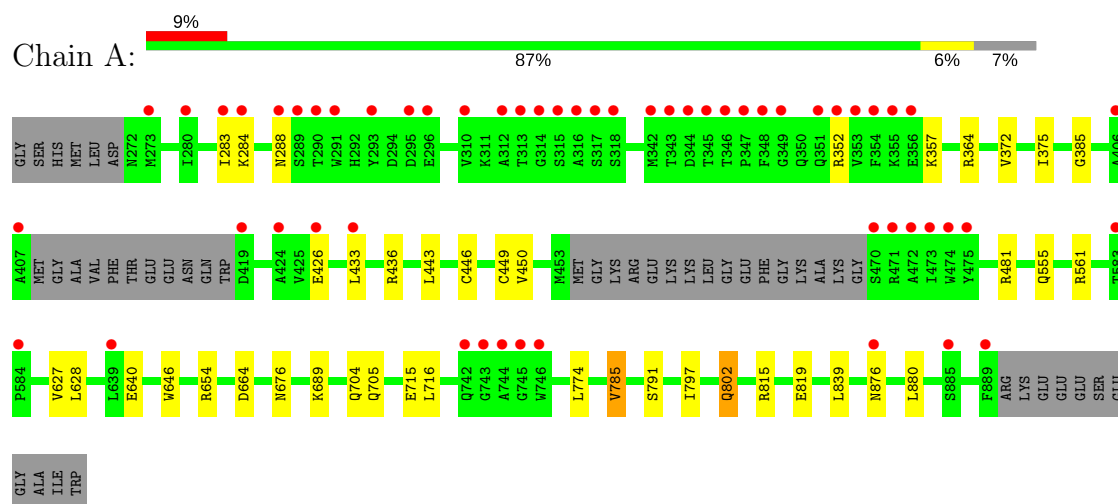 9%
Chain A:
87% 6% 7%
GLY SER HIS MET LEU ASP N272 M273 I280 I283 K284 N288 S289 T290 W291 H292 Y293 D294 D295 E296 V310 K311 A312 T313 G314 S315 A316 S317 S318 N342 T343 D344 T345 T346 P347 F348 G349 Q350 Q351 R352 V353 F354 K355 E356 K357 R364 V372 I375 G385 A406
A407 MET GLY ALA VAL PHE THR GLU GLU ASN GLN TRP D419 A424 V425 E426 L433 R436 L443 C446 C449 V450 M453 MET GLY LYS ARG GLU LYS LYS LEU GLY GLU PHE GLY LYS ALA LYS GLY S470 R471 A472 I473 W474 Y475 R481 Q555 R561 T583
P584 V627 L628 L639 E640 W646 R654 D664 N676 K689 Q704 Q705 E715 L716 Q742 G743 A744 G745 W746 L774 V785 S791 I797 Q802 R815 E819 L839 N876 L880 S885 F889 ARG LYS GLU GLU GLU SER GLU
GLY ALA ILE TRP